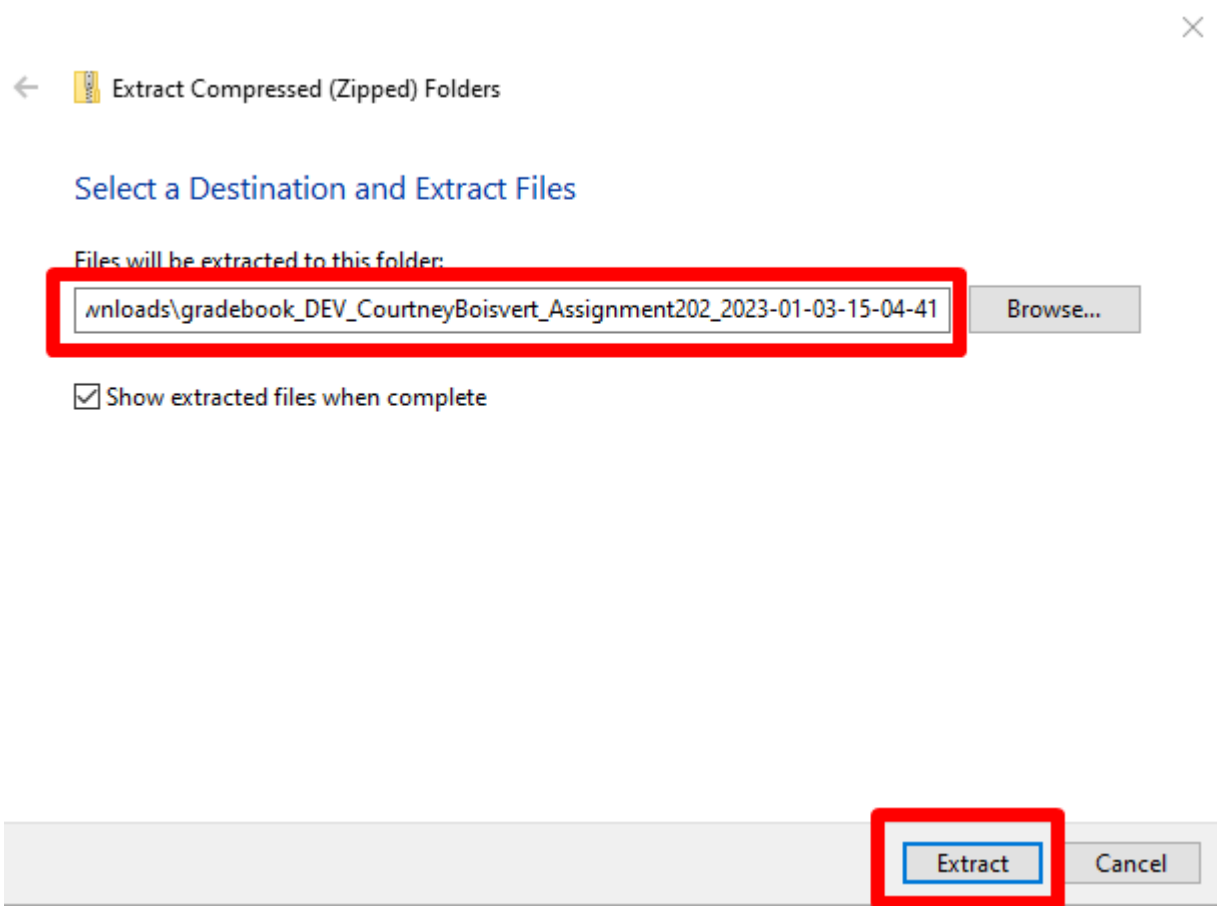 Extract Compressed (Zipped) Folders
Select a Destination and Extract Files
Files will be extracted to this folder:
wnloads\gradebook_DEV_CourtneyBoisvert_Assignment202_2023-01-03-15-04-41
Browse...
Show extracted files when complete
Extract
Cancel